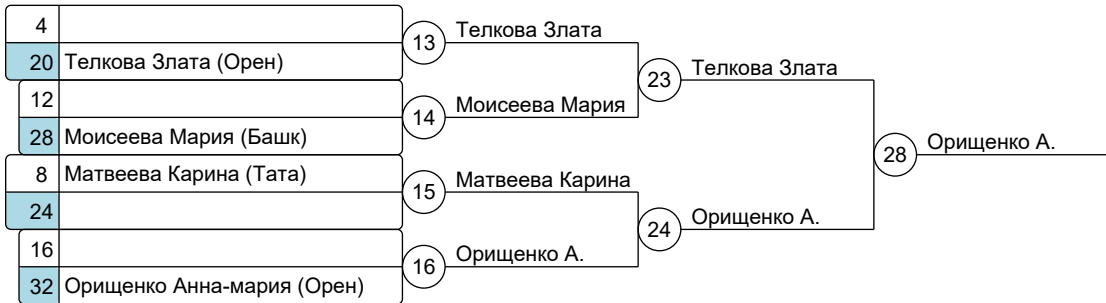 4
13 Телкова Злата
20 Телкова Злата (Орен)
23 Телкова Злата
12
14 Моисеева Мария
28 Моисеева Мария (Башк)
28 Орищенко А.
8 Матвеева Карина (Тата)
15 Матвеева Карина
24
24 Орищенко А.
16
16 Орищенко А.
32 Орищенко Анна-мария (Орен)